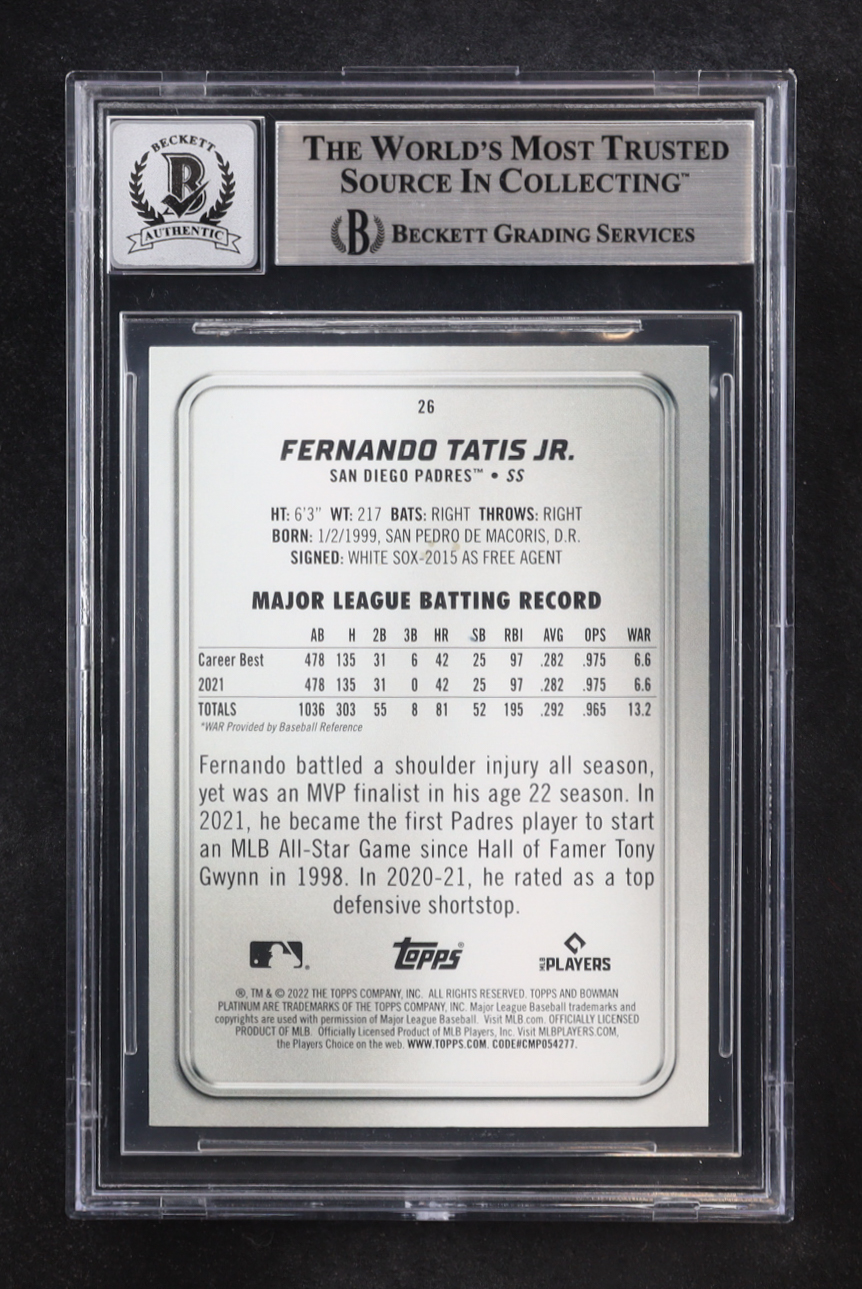 BECKETT
AUTHENTIC
THE WORLD'S MOST TRUSTED
SOURCE IN COLLECTING™
B BECKETT GRADING SERVICES
26
FERNANDO TATIS JR.
SAN DIEGO PADRES™ • SS
HT: 6'3" WT: 217 BATS: RIGHT THROWS: RIGHT
BORN: 1/2/1999, SAN PEDRO DE MACORIS, D.R.
SIGNED: WHITE SOX-2015 AS FREE AGENT
MAJOR LEAGUE BATTING RECORD
AB H 2B 3B HR SB RBI AVG OPS WAR
Career Best 478 135 31 6 42 25 97 .282 .975 6.6
2021 478 135 31 0 42 25 97 .282 .975 6.6
TOTALS 1036 303 55 8 81 52 195 .292 .965 13.2
*WAR Provided by Baseball Reference
Fernando battled a shoulder injury all season,
yet was an MVP finalist in his age 22 season. In
2021, he became the first Padres player to start
an MLB All-Star Game since Hall of Famer Tony
Gwynn in 1998. In 2020-21, he rated as a top
defensive shortstop.
Topps® MLB PLAYERS
®, TM & © 2022 THE TOPPS COMPANY, INC. ALL RIGHTS RESERVED. TOPPS AND BOWMAN
PLATINUM ARE TRADEMARKS OF THE TOPPS COMPANY, INC. Major League Baseball trademarks and
copyrights are used with permission of Major League Baseball. Visit MLB.com. OFFICIALLY LICENSED
PRODUCT OF MLB. Officially Licensed Product of MLB Players, Inc. Visit MLBPLAYERS.COM,
the Players Choice on the web. WWW.TOPPS.COM. CODE#CMP054277.